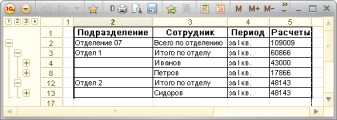 M M+ M-
1 2 3
2 3 4 5
1 Подразделение Сотрудник Период Расчеты
2 Отделение 07 Всего по отделению за I кв. 109009
3 Отдел 1 Итого по отделу за I кв. 60866
4 Иванов за I кв. 43000
8 Петров за I кв. 17866
12 Отдел 2 Итого по отделу за I кв. 48143
13 Сидоров за I кв. 48143